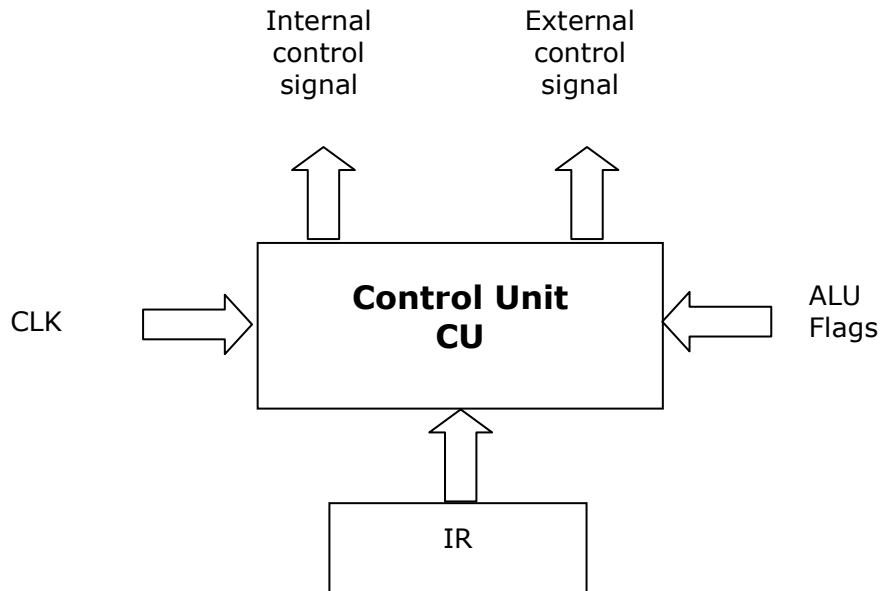 Internal
control
signal
External
control
signal
CLK
Control Unit
CU
ALU
Flags
IR